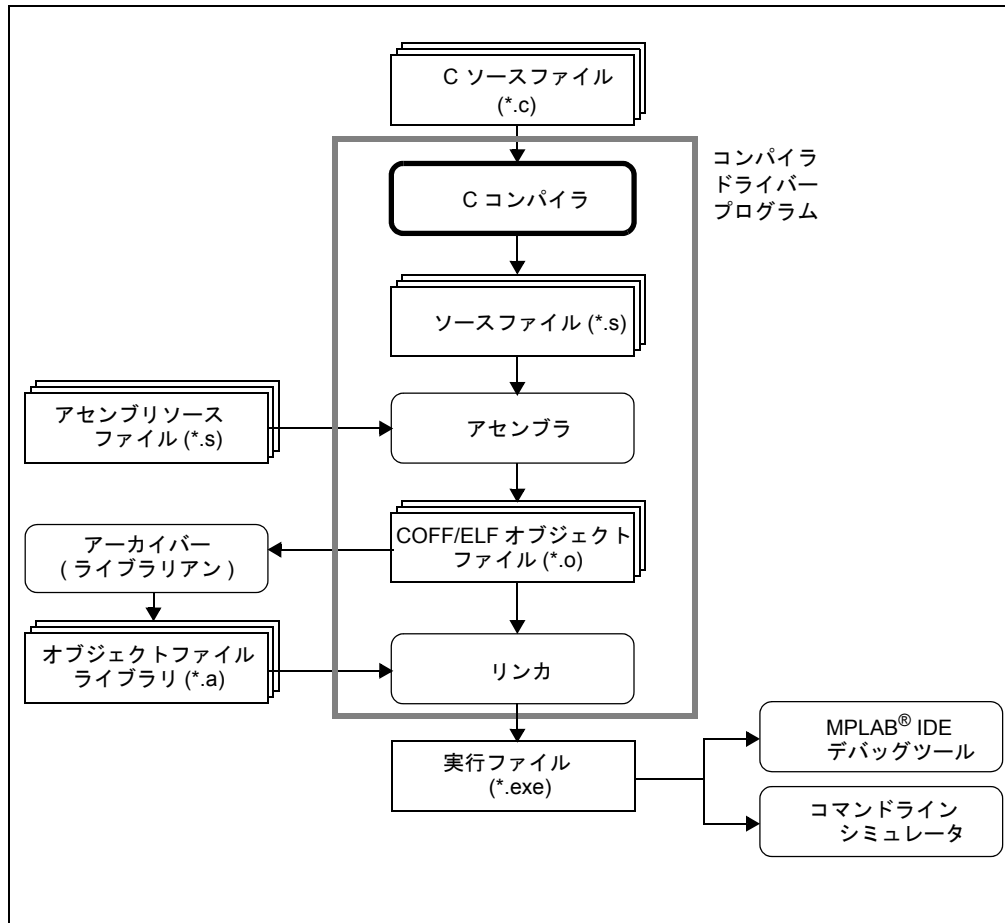 C ソースファイル
(*.c)
コンパイラ
ドライバー
プログラム
C コンパイラ
ソースファイル (*.s)
アセンブリソース
ファイル (*.s)
アセンブラ
アーカイバー
( ライブラリアン )
COFF/ELF オブジェクト
ファイル (*.o)
オブジェクトファイル
ライブラリ (*.a)
リンカ
実行ファイル
(*.exe)
MPLAB® IDE
デバッグツール
コマンドライン
シミュレータ